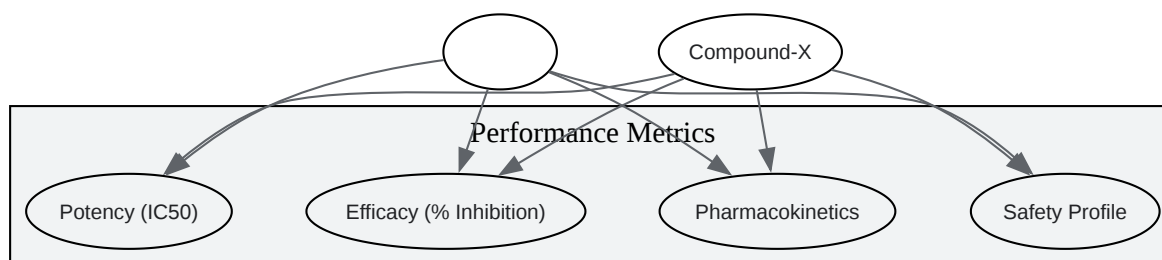 Compound-X
Performance Metrics
Potency (IC50)
Efficacy (% Inhibition)
Pharmacokinetics
Safety Profile